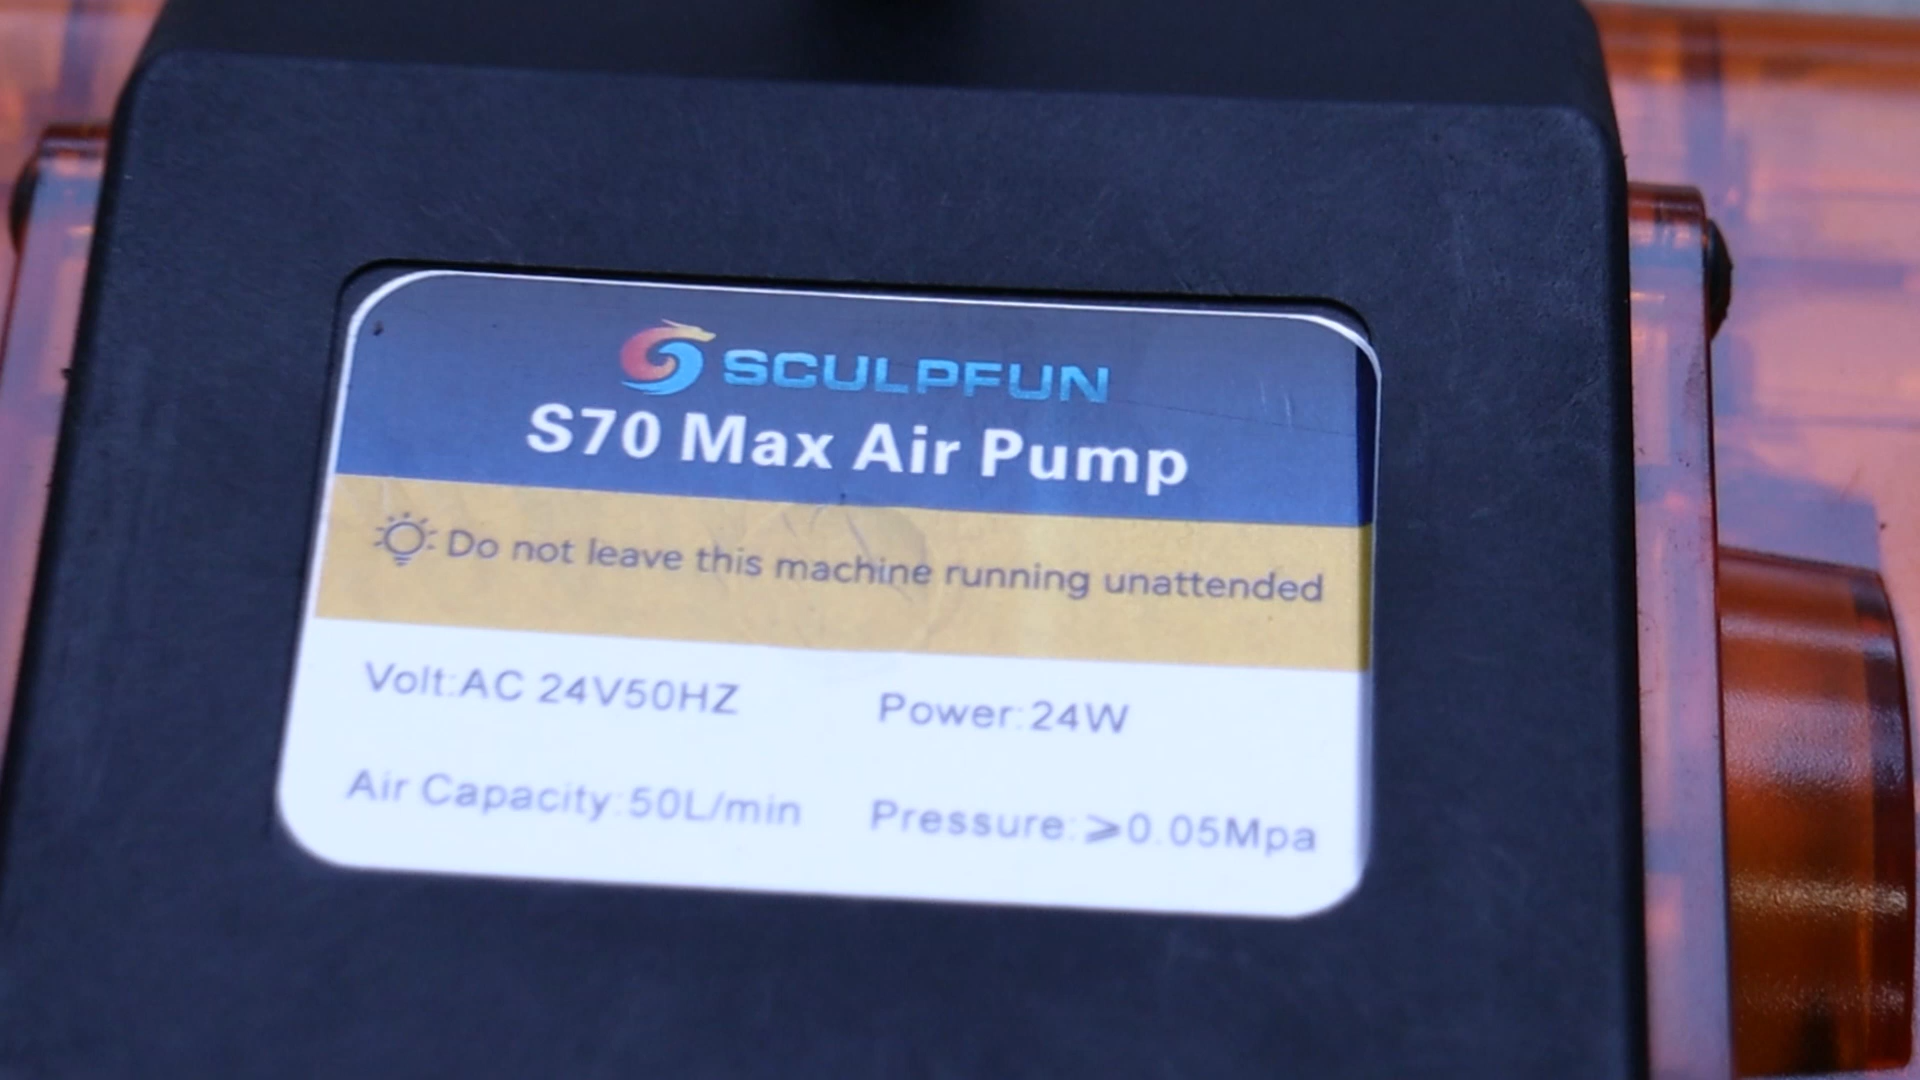 SCULPFUN
S70 Max Air Pump
Do not leave this machine running unattended
Volt:AC 24V50HZ Power:24W
Air Capacity:50L/min Pressure:⩾0.05Mpa